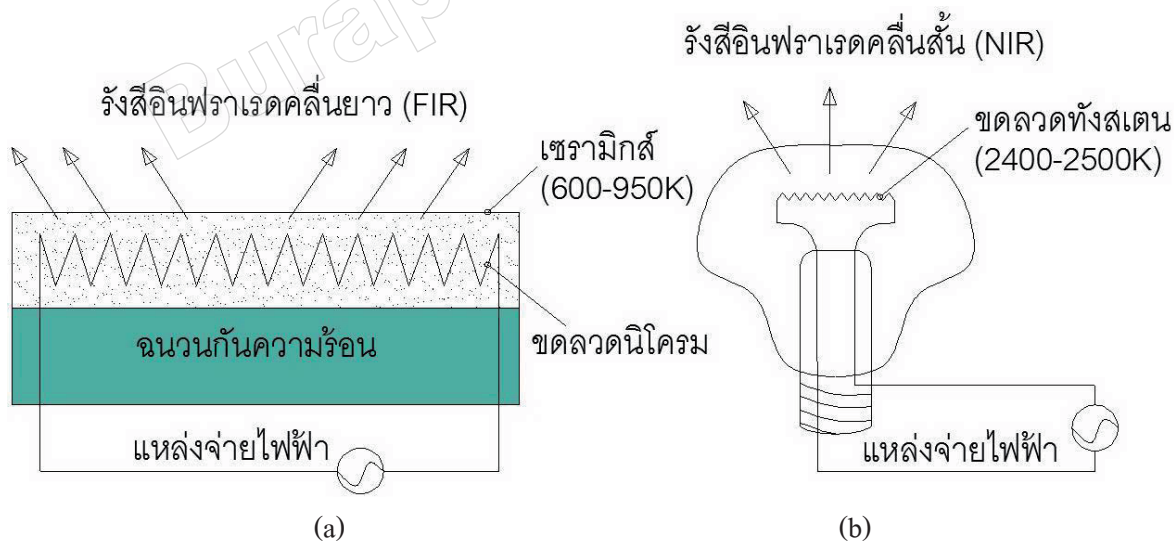 รังสีอินฟราเรดคลื่นยาว (FIR)
เซรามิกส์
(600-950K)
ฉนวนกันความร้อน
ขดลวดนิโครม
แหล่งจ่ายไฟฟ้า
(a)
รังสีอินฟราเรดคลื่นสั้น (NIR)
ขดลวดทังสเตน
(2400-2500K)
แหล่งจ่ายไฟฟ้า
(b)